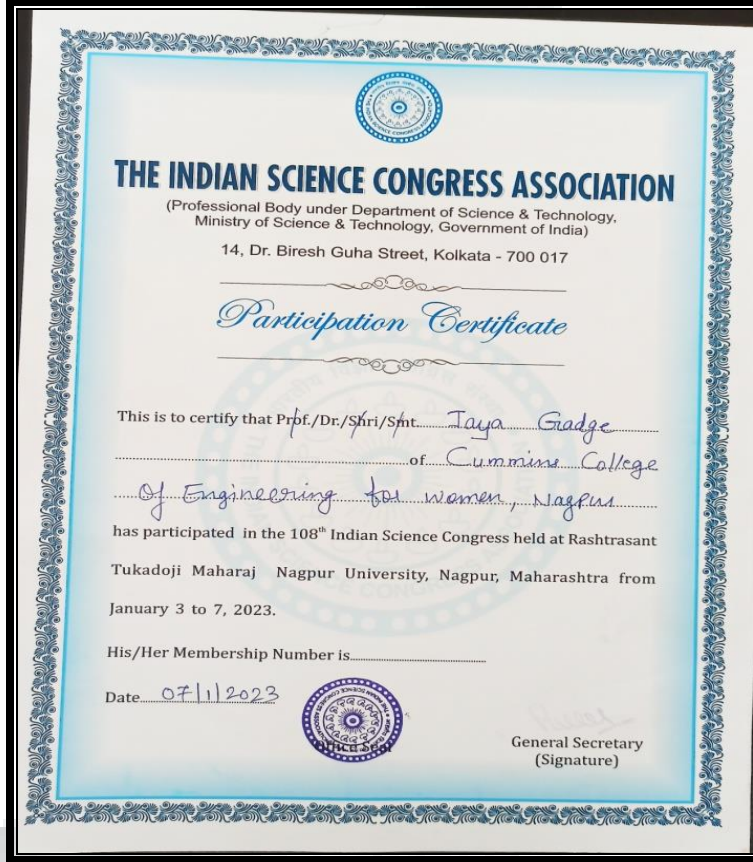 THE INDIAN SCIENCE CONGRESS ASSOCIATION
(Professional Body under Department of Science & Technology,
Ministry of Science & Technology, Government of India)
14, Dr. Biresh Guha Street, Kolkata - 700 017
Participation Certificate
This is to certify that Prof./Dr./Shri/Smt. Jaya Gadge
of Cummins College
Of Engineering for women, Nagpur
has participated in the 108th Indian Science Congress held at Rashtrasant
Tukadoji Maharaj Nagpur University, Nagpur, Maharashtra from
January 3 to 7, 2023.
His/Her Membership Number is
Date 07/1/2023
Office Seal
General Secretary
(Signature)